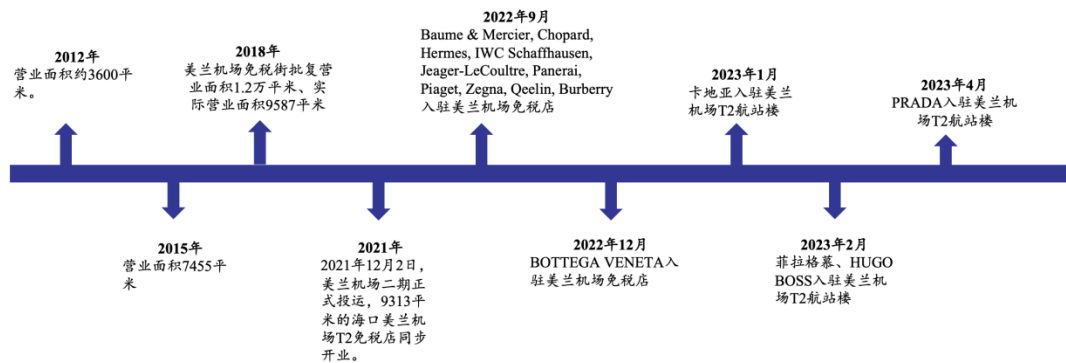 2012年
营业面积约3600平
米。
2018年
美兰机场免税街批复营
业面积1.2万平米、实
际营业面积9587平米
2022年9月
Baume & Mercier, Chopard,
Hermes, IWC Schaffhausen,
Jeager-LeCoultre, Panerai,
Piaget, Zegna, Qeelin, Burberry
入驻美兰机场免税店
2023年1月
卡地亚入驻美兰
机场T2航站楼
2023年4月
PRADA入驻美兰机
场T2航站楼
2015年
营业面积7455平
米
2021年
2021年12月2日，
美兰机场二期正
式投运，9313平
米的海口美兰机
场T2免税店同步
开业。
2022年12月
BOTTEGA VENETA入
驻美兰机场免税店
2023年2月
菲拉格慕、HUGO
BOSS入驻美兰机
场T2航站楼